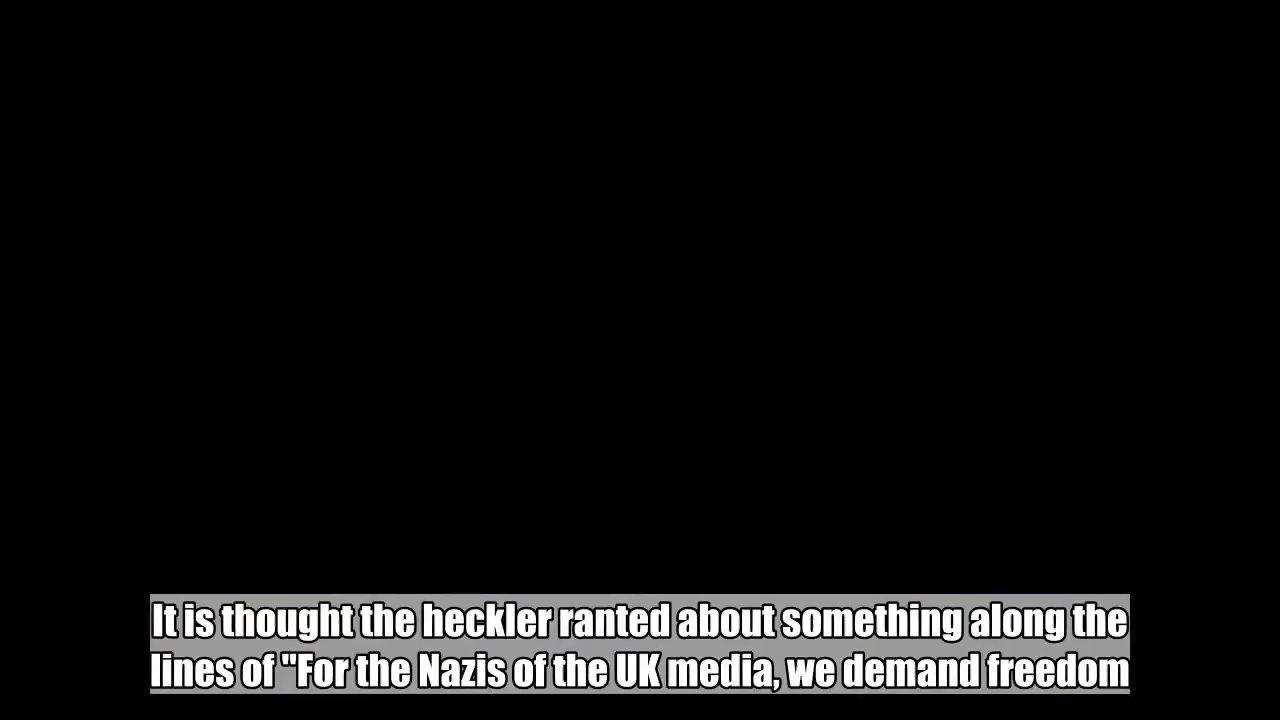 It is thought the heckler ranted about something along the
lines of "For the Nazis of the UK media, we demand freedom